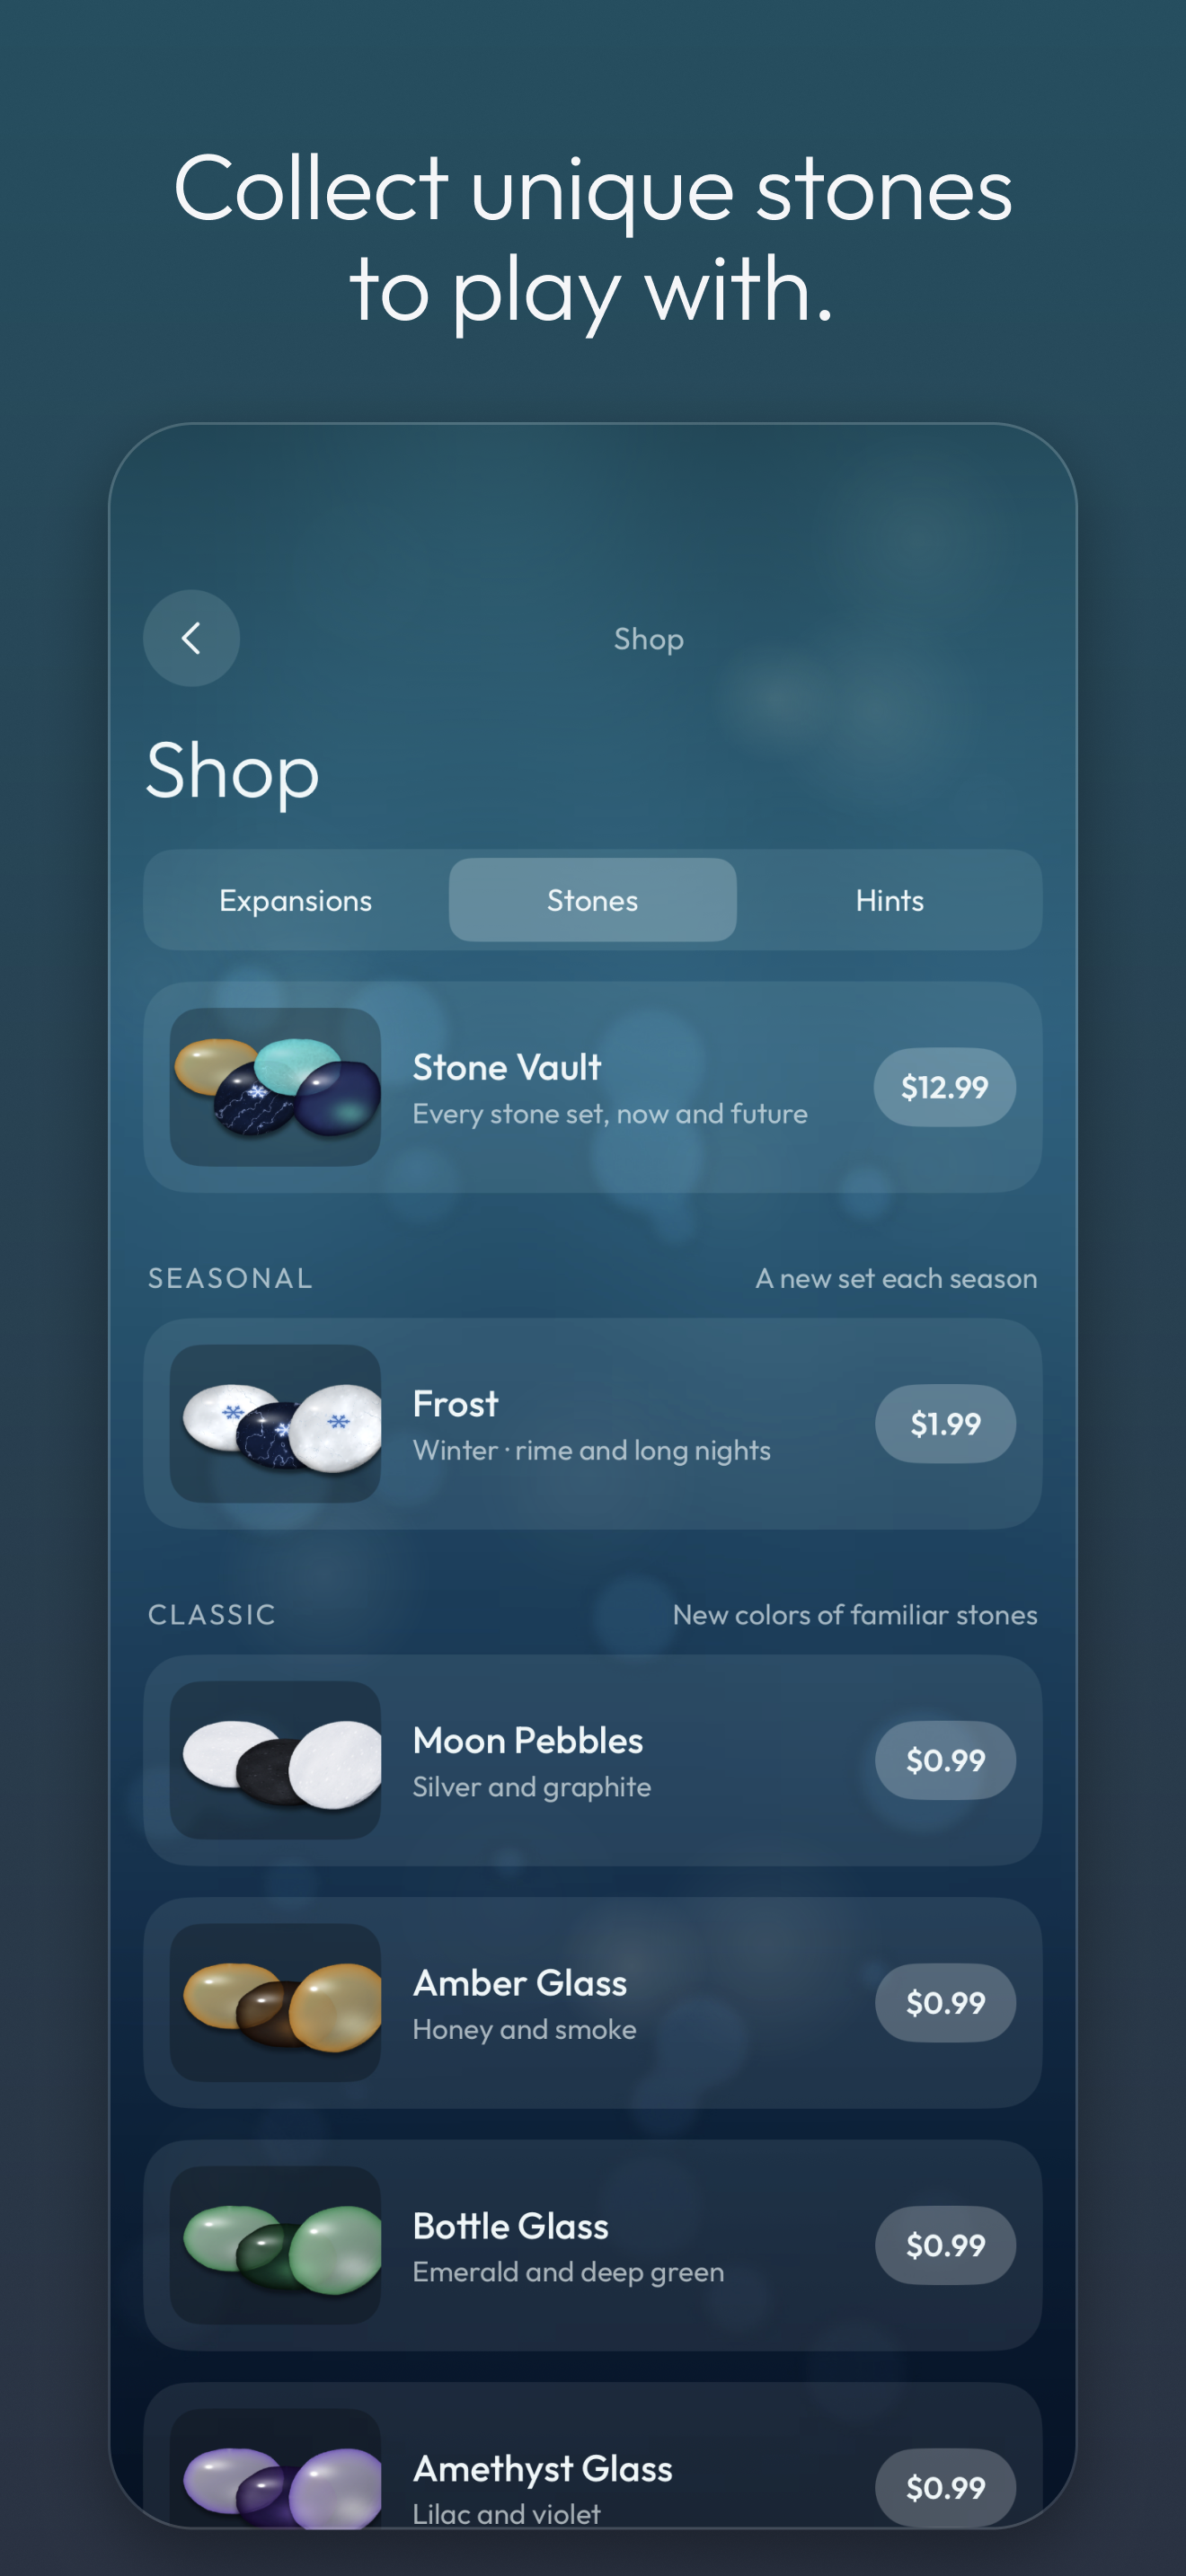 Collect unique stones
to play with.
Shop
Shop
Expansions Stones Hints
Stone Vault
Every stone set, now and future
$12.99
SEASONAL A new set each season
Frost
Winter · rime and long nights
$1.99
CLASSIC New colors of familiar stones
Moon Pebbles
Silver and graphite
$0.99
Amber Glass
Honey and smoke
$0.99
Bottle Glass
Emerald and deep green
$0.99
Amethyst Glass
Lilac and violet
$0.99